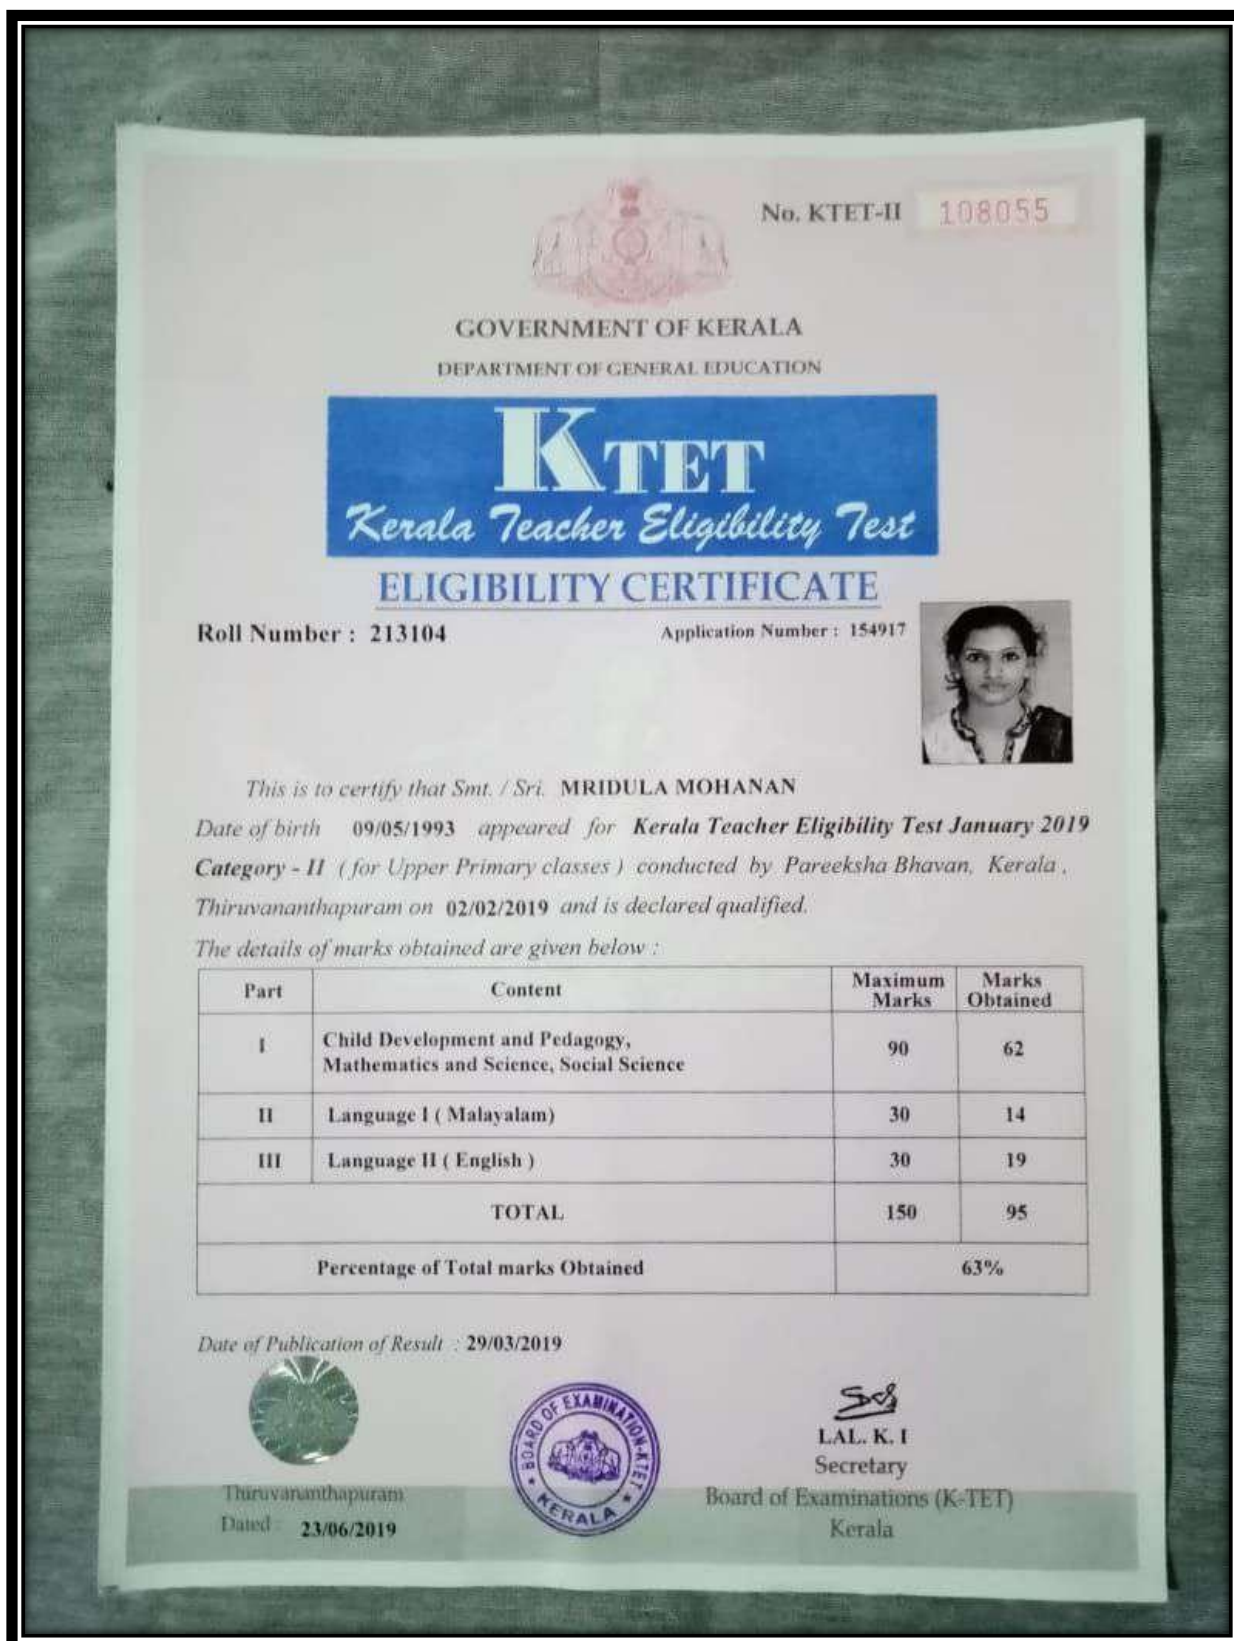 No. KTET-II 108055
GOVERNMENT OF KERALA
DEPARTMENT OF GENERAL EDUCATION
KTET
Kerala Teacher Eligibility Test
ELIGIBILITY CERTIFICATE
Roll Number : 213104 Application Number : 154917
This is to certify that Smt. / Sri. MRIDULA MOHANAN
Date of birth 09/05/1993 appeared for Kerala Teacher Eligibility Test January 2019
Category - II ( for Upper Primary classes ) conducted by Pareeksha Bhavan, Kerala ,
Thiruvananthapuram on 02/02/2019 and is declared qualified.
The details of marks obtained are given below :
Part Content Maximum Marks Marks Obtained
I Child Development and Pedagogy,
Mathematics and Science, Social Science 90 62
II Language I ( Malayalam) 30 14
III Language II ( English ) 30 19
TOTAL 150 95
Percentage of Total marks Obtained 63%
Date of Publication of Result : 29/03/2019
BOARD OF EXAMINATION-KTET
KERALA
LAL. K. I
Secretary
Thiruvananthapuram Board of Examinations (K-TET)
Dated : 23/06/2019 Kerala